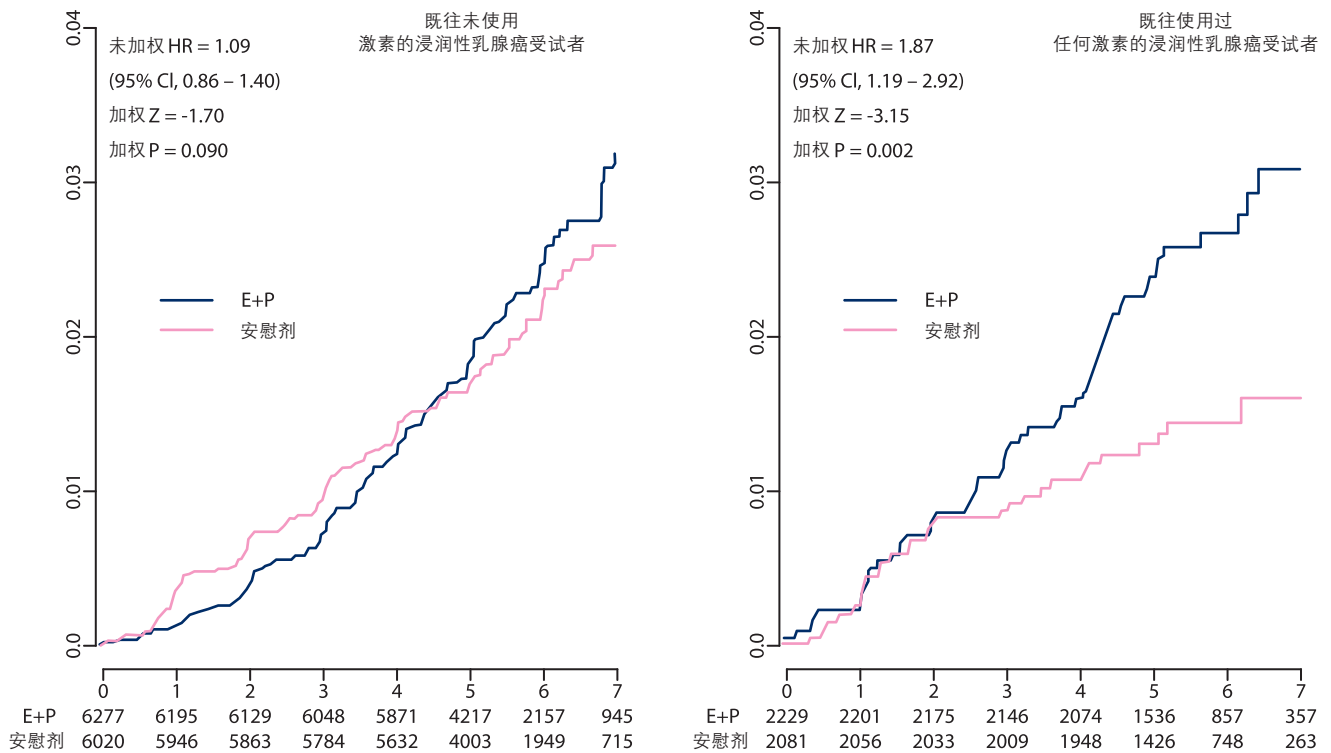 既往未使用
激素的浸润性乳腺癌受试者
未加权 HR = 1.09
(95% CI, 0.86 – 1.40)
加权 Z = -1.70
加权 P = 0.090
0.04
0.03
0.02
0.01
0.0
E+P
安慰剂
0 1 2 3 4 5 6 7
E+P 6277 6195 6129 6048 5871 4217 2157 945
安慰剂 6020 5946 5863 5784 5632 4003 1949 715
既往使用过
任何激素的浸润性乳腺癌受试者
未加权 HR = 1.87
(95% CI, 1.19 – 2.92)
加权 Z = -3.15
加权 P = 0.002
0.04
0.03
0.02
0.01
0.0
E+P
安慰剂
0 1 2 3 4 5 6 7
E+P 2229 2201 2175 2146 2074 1536 857 357
安慰剂 2081 2056 2033 2009 1948 1426 748 263